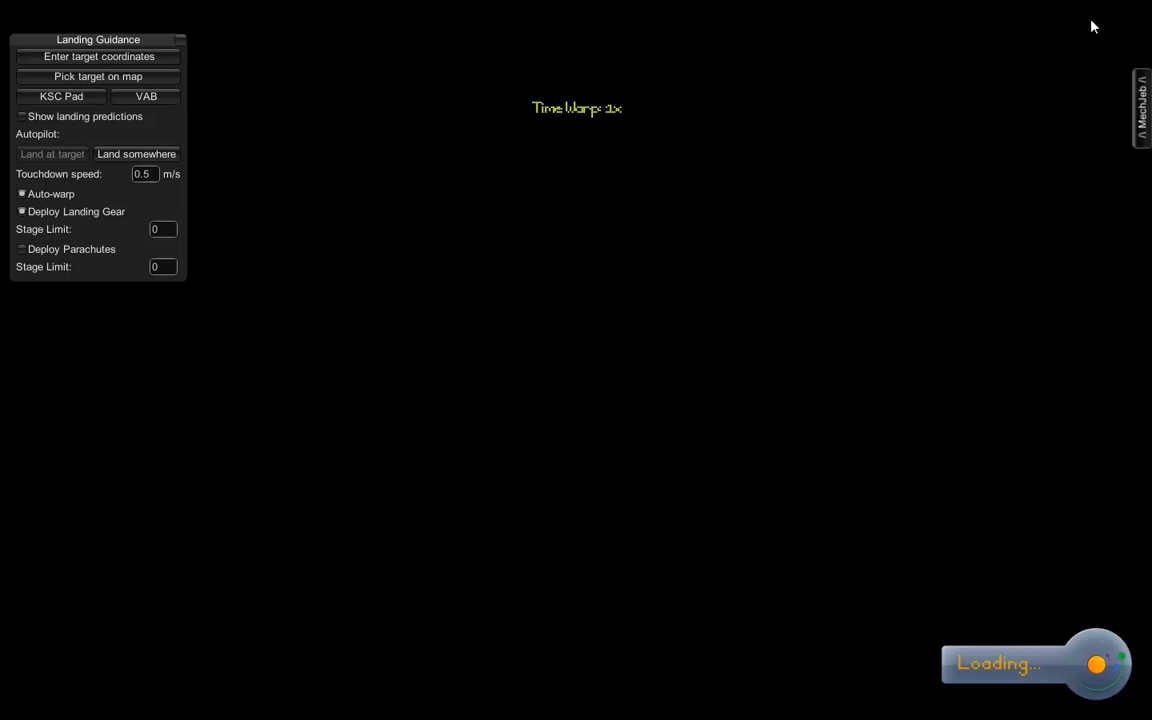 Landing Guidance
Enter target coordinates
Pick target on map
KSC Pad VAB
Show landing predictions
Autopilot:
Land at target Land somewhere
Touchdown speed: 0.5 m/s
Auto-warp
Deploy Landing Gear
Stage Limit: 0
Deploy Parachutes
Stage Limit: 0
Time Warp: 1x
/\ MechJeb /\
Loading...